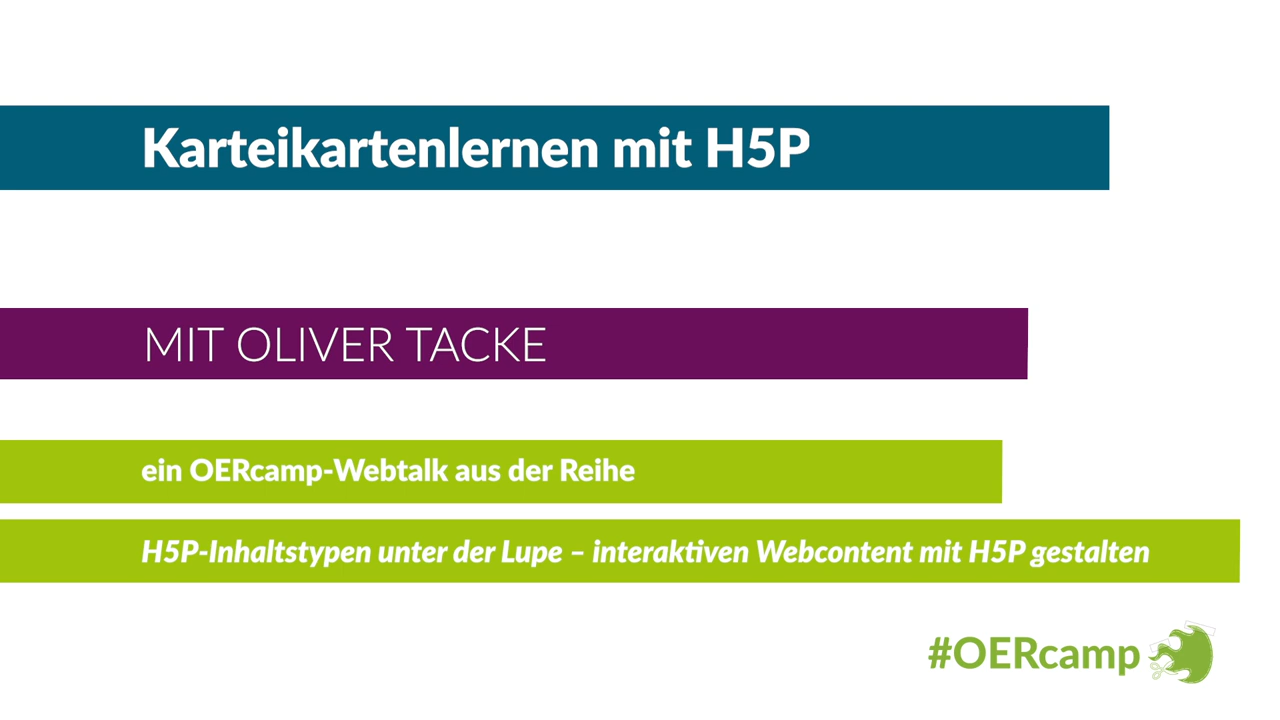 Karteikartenlernen mit H5P
MIT OLIVER TACKE
ein OERcamp-Webtalk aus der Reihe
H5P-Inhaltstypen unter der Lupe – interaktiven Webcontent mit H5P gestalten
#OERcamp